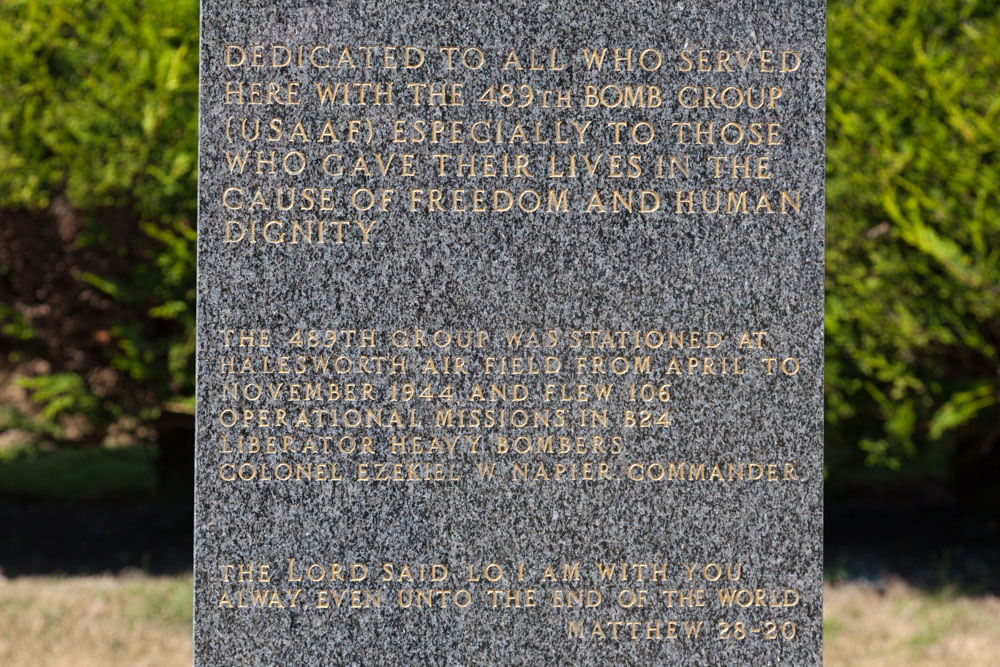 DEDICATED TO ALL WHO SERVED
HERE WITH THE 489TH BOMB GROUP
(USAAF) ESPECIALLY TO THOSE
WHO GAVE THEIR LIVES IN THE
CAUSE OF FREEDOM AND HUMAN
DIGNITY
THE 489TH GROUP WAS STATIONED AT
HALESWORTH AIR FIELD FROM APRIL TO
NOVEMBER 1944, AND FLEW 106
OPERATIONAL MISSIONS IN B24
LIBERATOR HEAVY BOMBERS
COLONEL EZEKIEL W. NAPIER. COMMANDER.
THE LORD SAID, LO, I AM WITH YOU
ALWAY, EVEN UNTO THE END OF THE WORLD
MATTHEW 28-20